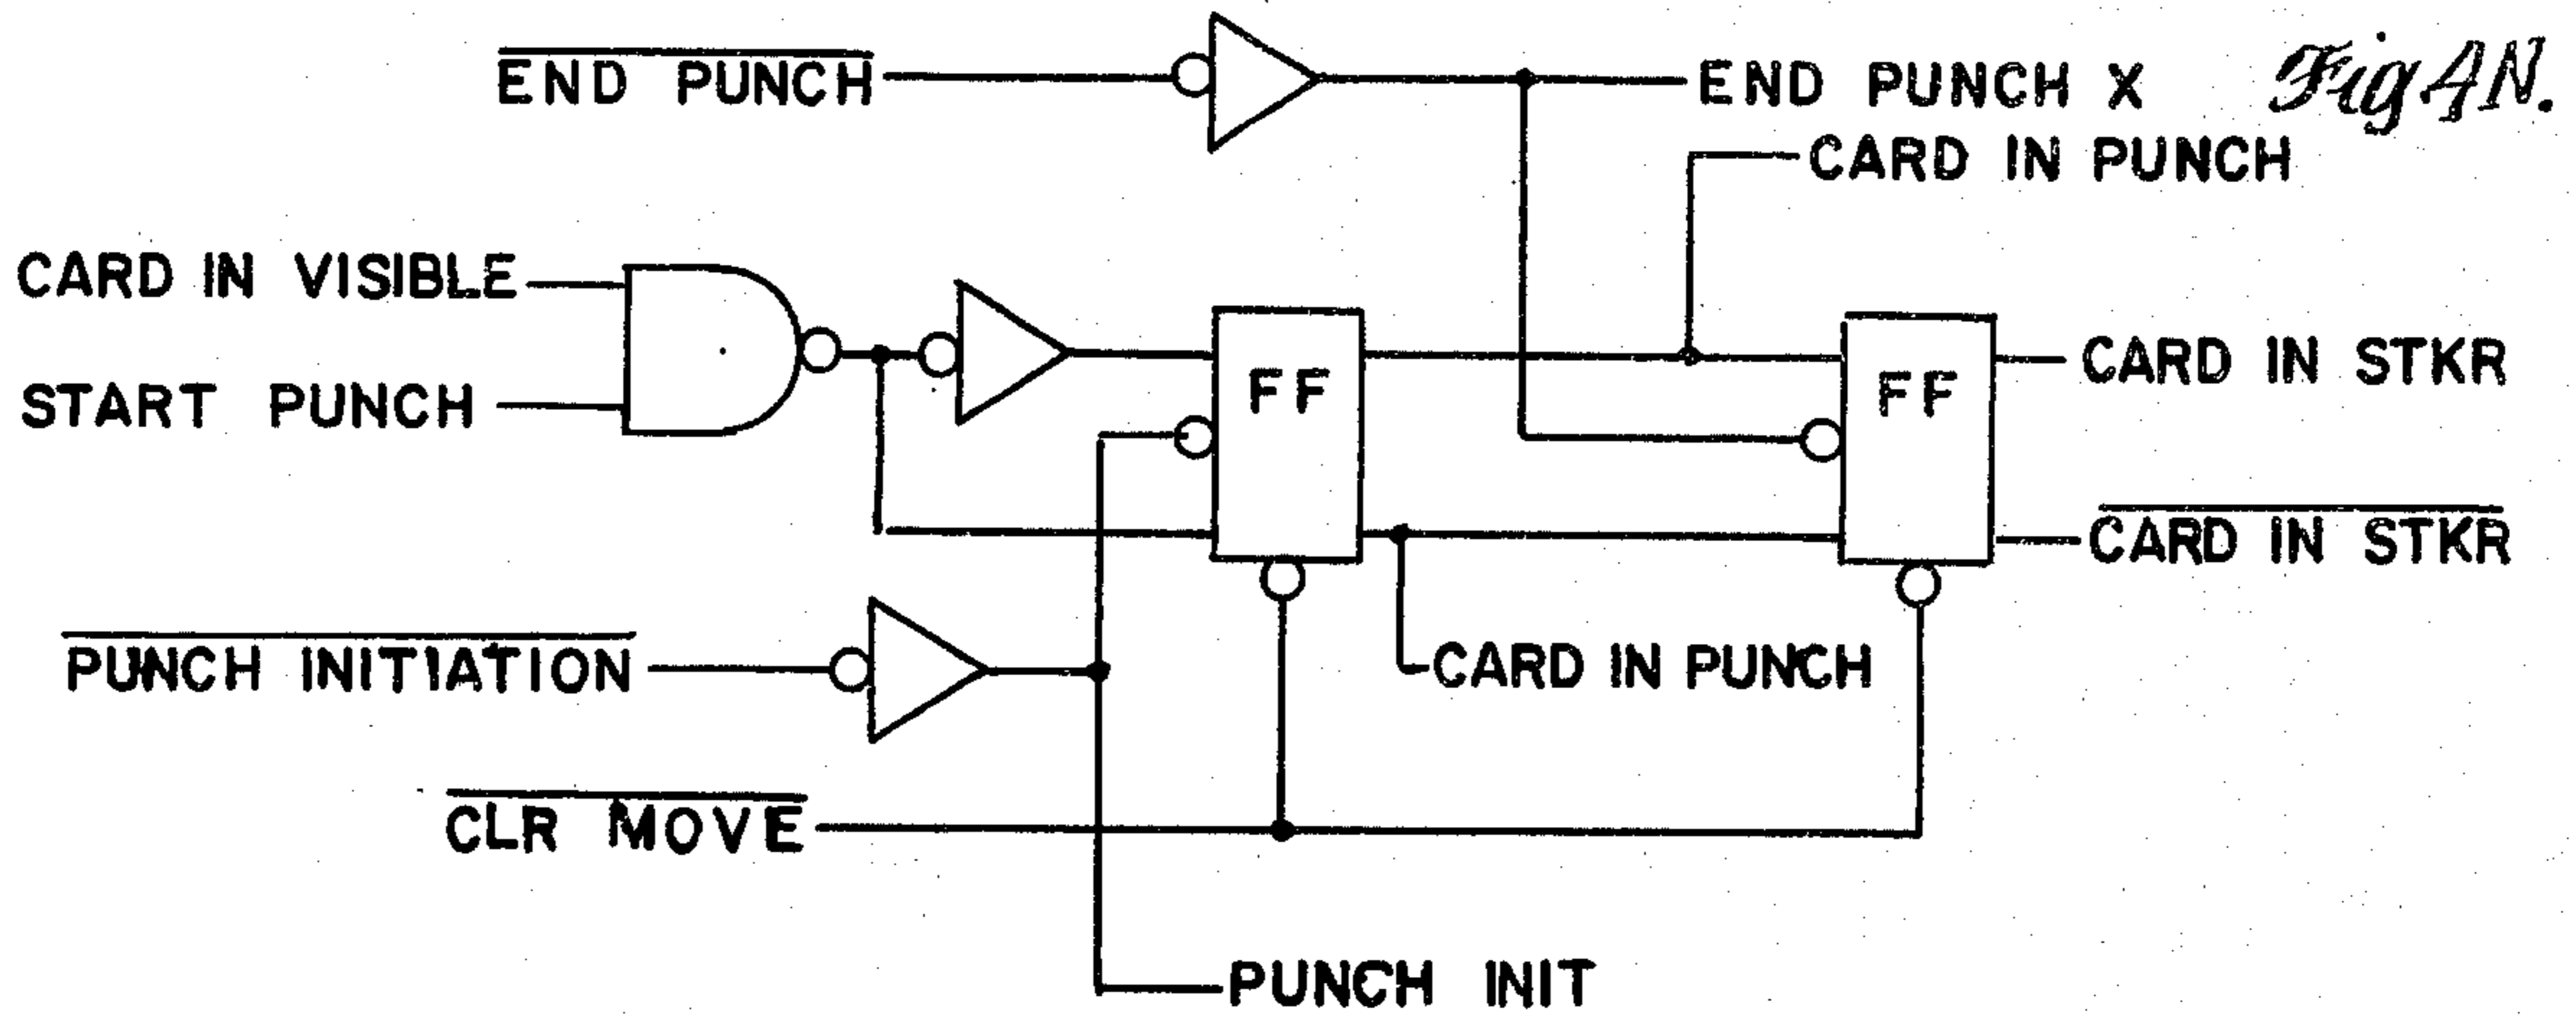 END PUNCH
END PUNCH X
Fig 4N.
CARD IN PUNCH
CARD IN VISIBLE
START PUNCH
FF
FF
CARD IN STKR
CARD IN STKR
PUNCH INITIATION
CARD IN PUNCH
CLR MOVE
PUNCH INIT